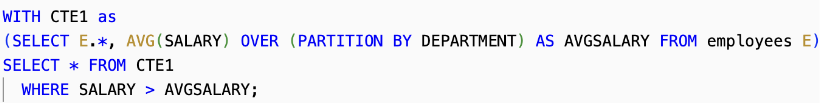 WITH CTE1 as
(SELECT E.*, AVG(SALARY) OVER (PARTITION BY DEPARTMENT) AS AVGSALARY FROM employees E)
SELECT * FROM CTE1
WHERE SALARY > AVGSALARY;